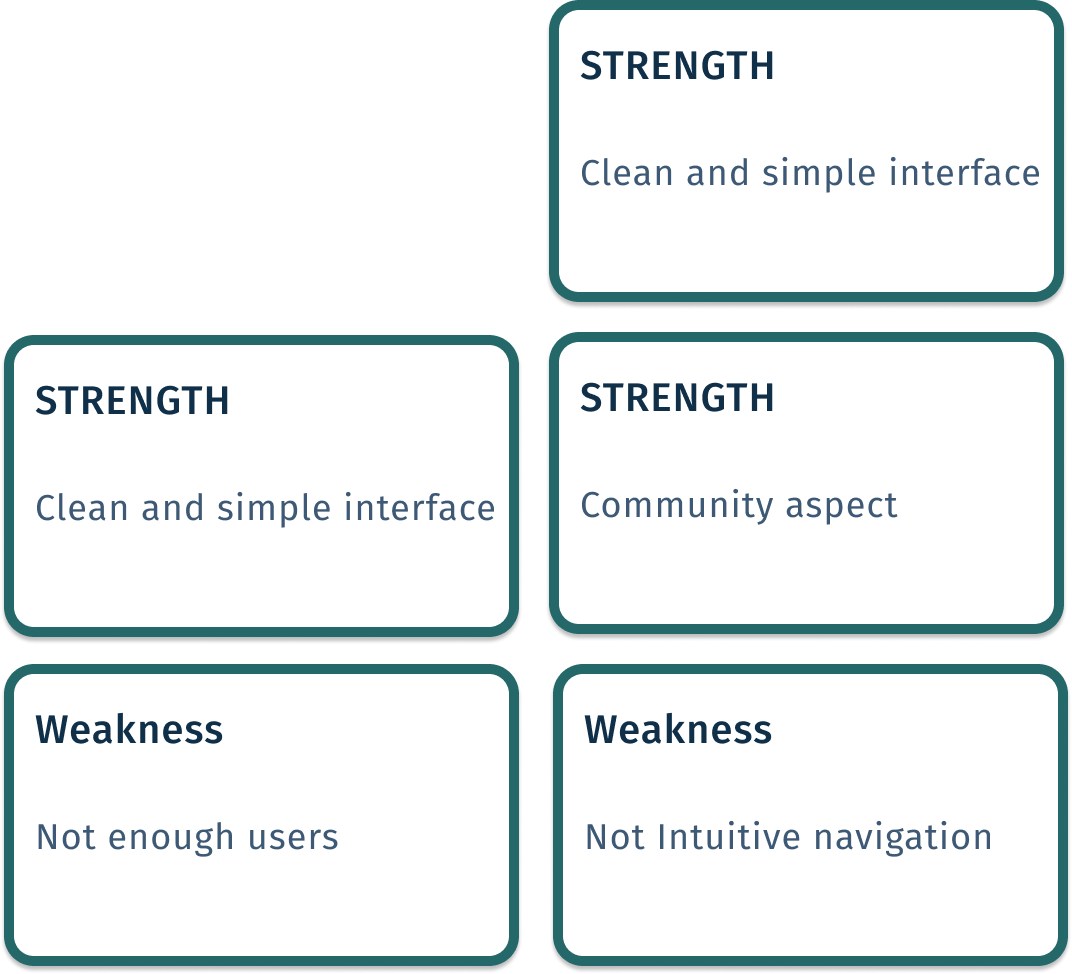 STRENGTH
Clean and simple interface
STRENGTH
Clean and simple interface
STRENGTH
Community aspect
Weakness
Not enough users
Weakness
Not Intuitive navigation